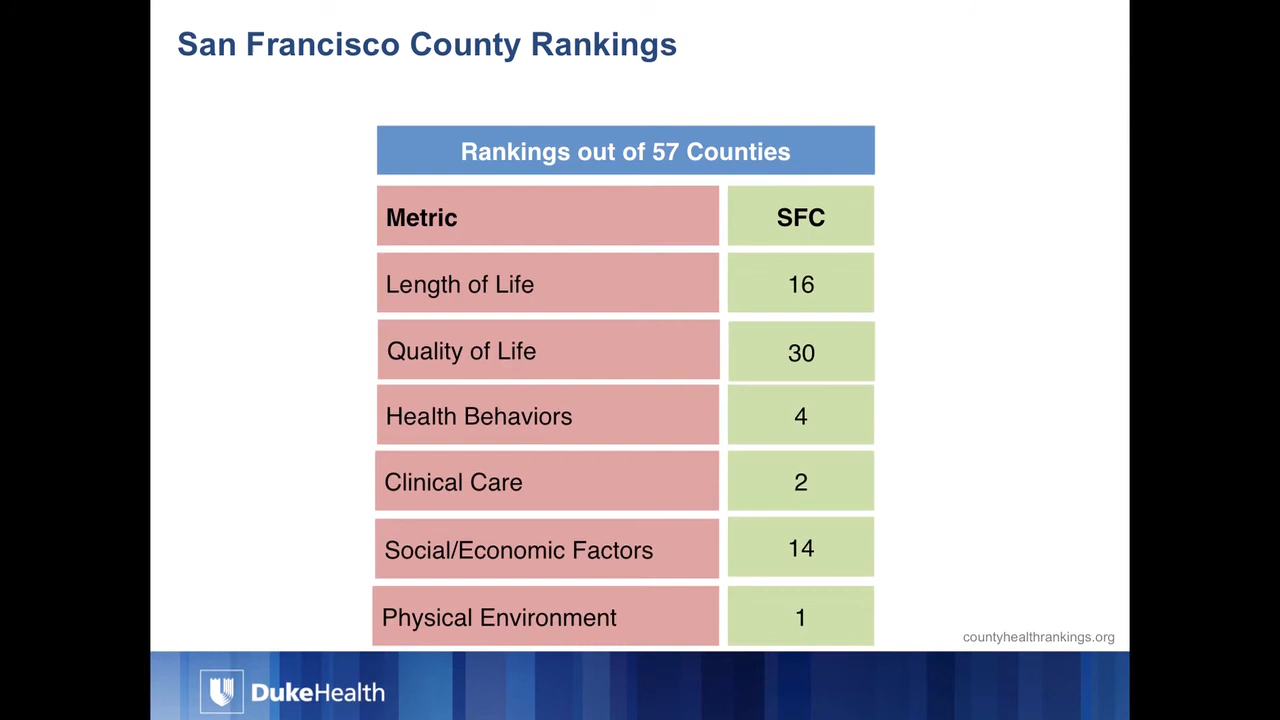 San Francisco County Rankings
Rankings out of 57 Counties
Metric SFC
Length of Life 16
Quality of Life 30
Health Behaviors 4
Clinical Care 2
Social/Economic Factors 14
Physical Environment 1
countyhealthrankings.org
DukeHealth